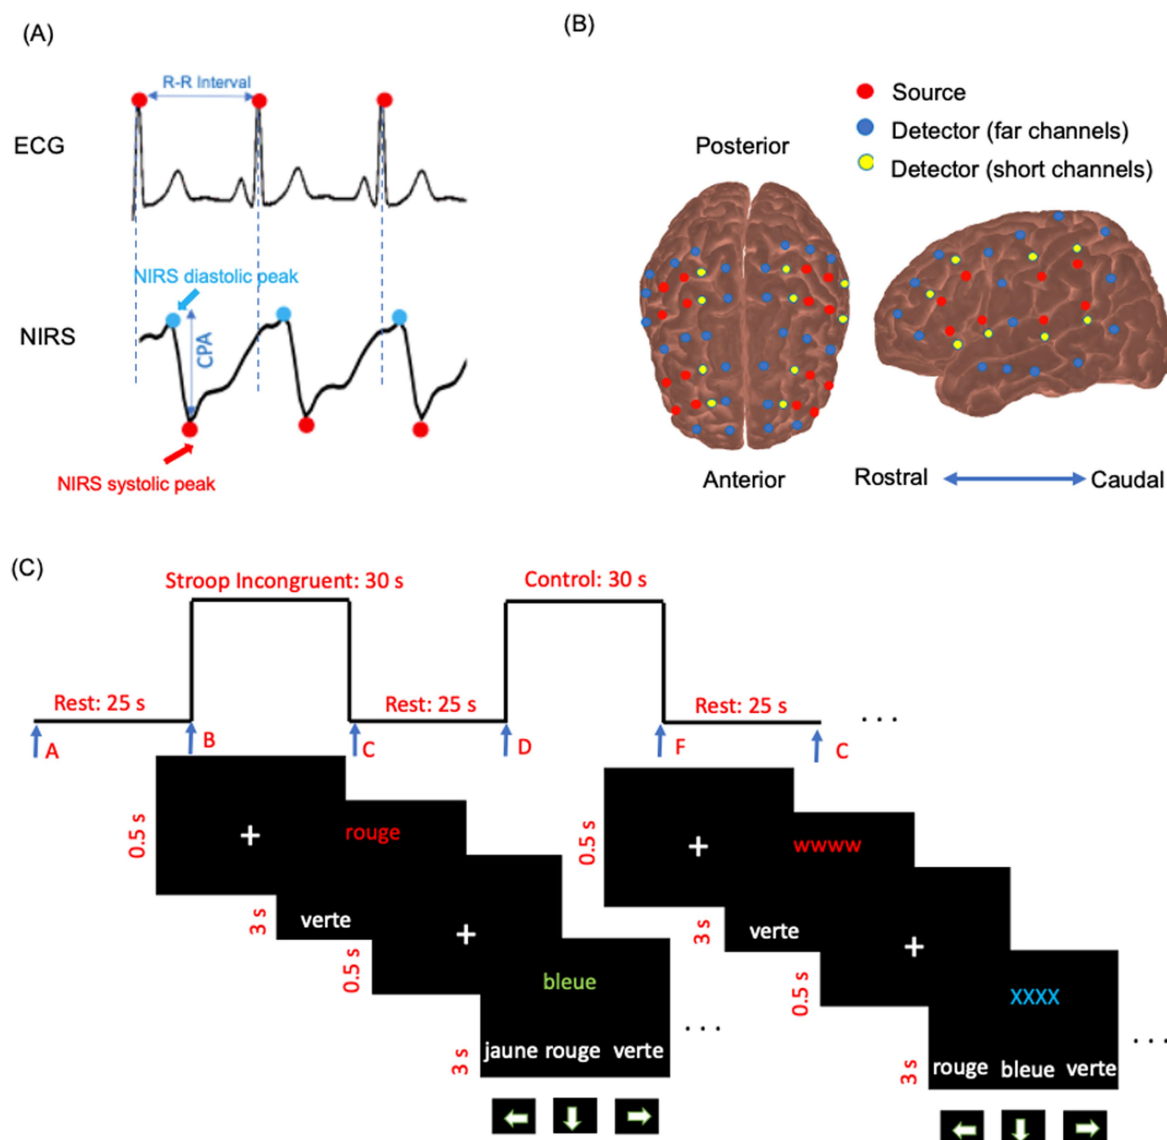 (A)
R-R Interval
ECG
NIRS diastolic peak
NIRS
CPA
NIRS systolic peak
(B)
Source
Detector (far channels)
Detector (short channels)
Posterior
Anterior
Rostral
Caudal
(C)
Stroop Incongruent: 30 s
Control: 30 s
Rest: 25 s
Rest: 25 s
Rest: 25 s
. . .
A
B
C
D
F
C
0.5 s
+
rouge
3 s
verte
0.5 s
+
bleue
3 s
jaune rouge verte
. . .
0.5 s
+
wwww
3 s
verte
0.5 s
+
XXXX
3 s
rouge bleue verte
. . .